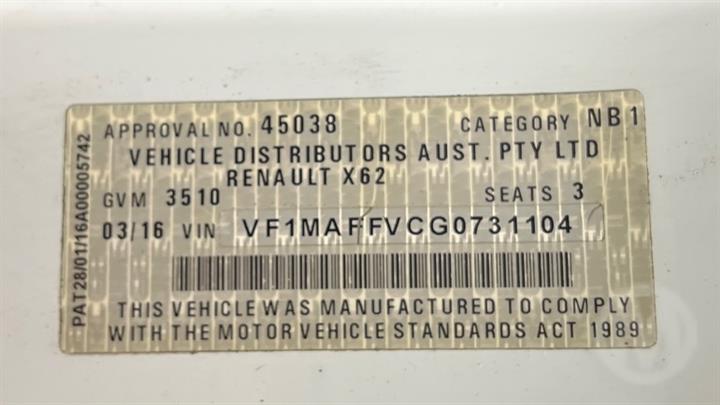 APPROVAL NO. 45038 CATEGORY NB1
VEHICLE DISTRIBUTORS AUST. PTY LTD
RENAULT X62
GVM 3510 SEATS 3
03/16 VIN VF1MAFFVCG0731104
THIS VEHICLE WAS MANUFACTURED TO COMPLY
WITH THE MOTOR VEHICLE STANDARDS ACT 1989
PAT28/01/16A00005742